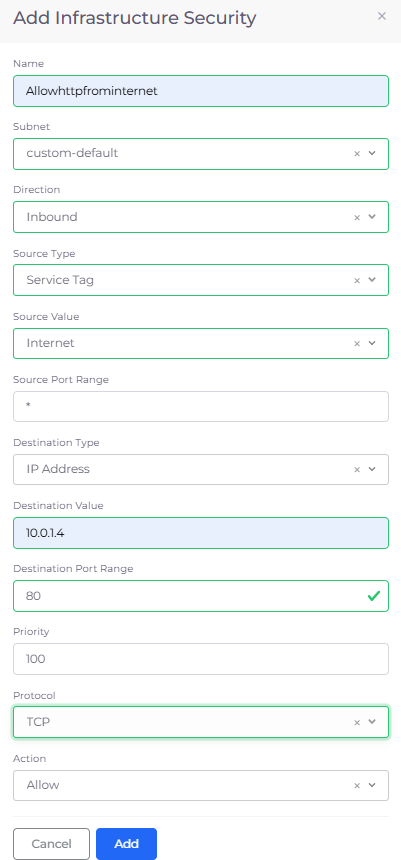 Add Infrastructure Security ×
Name
Allowhttpfrominternet
Subnet
custom-default ×
Direction
Inbound ×
Source Type
Service Tag ×
Source Value
Internet ×
Source Port Range
*
Destination Type
IP Address ×
Destination Value
10.0.1.4
Destination Port Range
80
Priority
100
Protocol
TCP ×
Action
Allow ×
Cancel Add